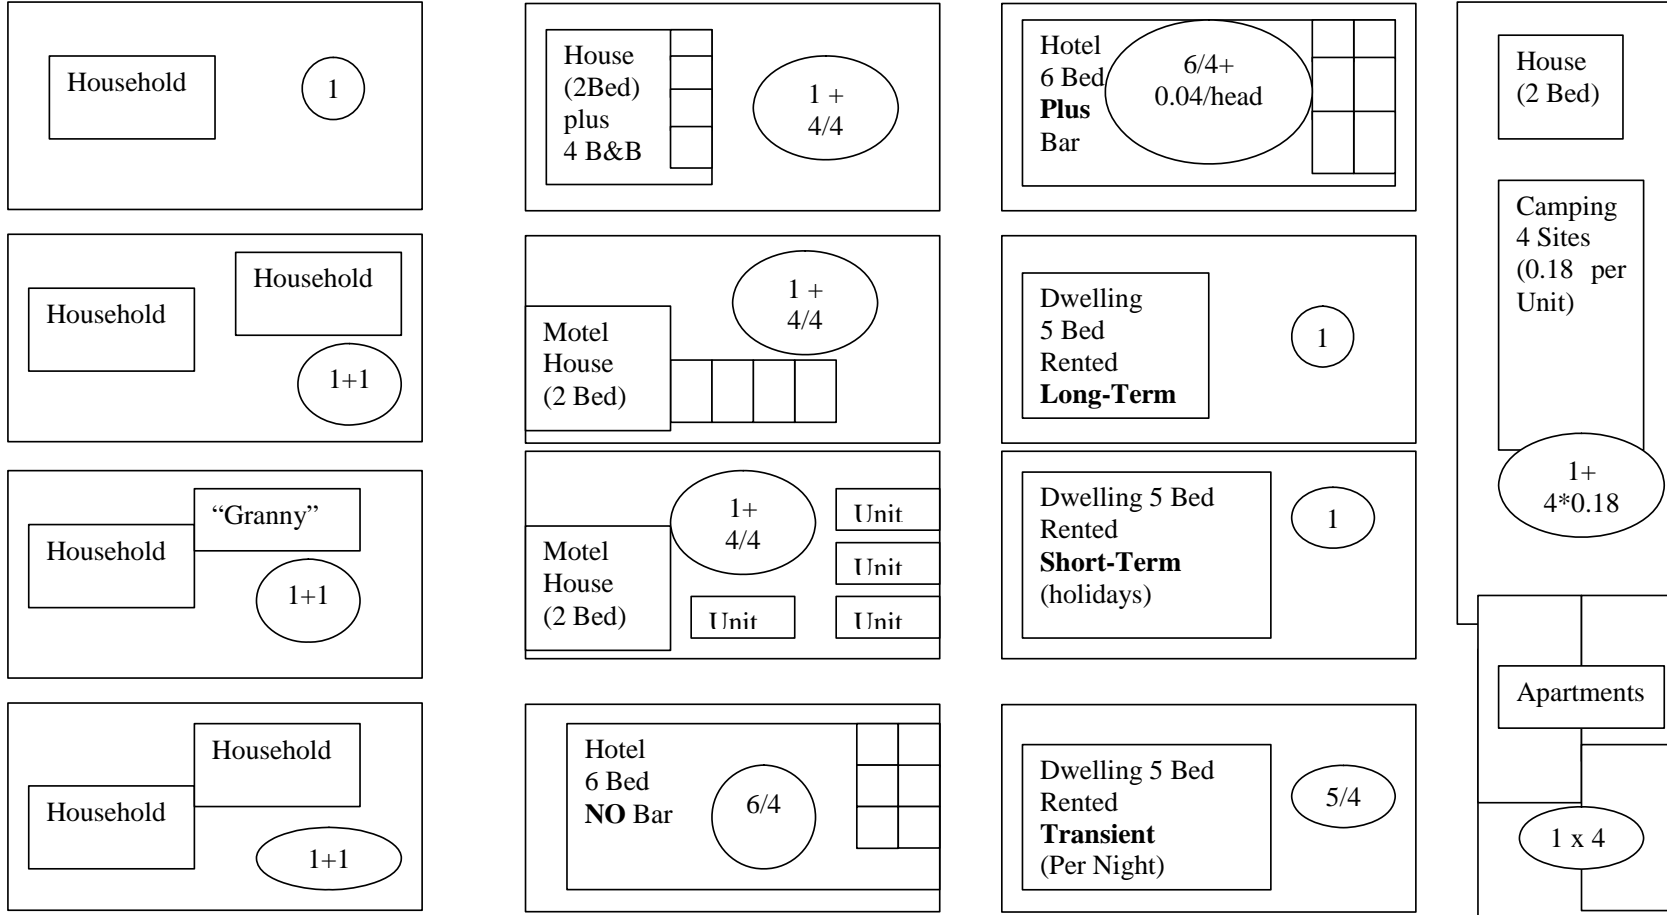 Household
1
Household
Household
1+1
"Granny"
Household
1+1
Household
Household
1+1
House
(2Bed)
plus
4 B&B
1 +
4/4
1 +
4/4
Motel
House
(2 Bed)
1+
4/4
Motel
House
(2 Bed)
Unit
Unit
Unit
Unit
Hotel
6 Bed
NO Bar
6/4
Hotel
6 Bed
Plus
Bar
6/4+
0.04/head
Dwelling
5 Bed
Rented
Long-Term
1
Dwelling 5 Bed
Rented
Short-Term
(holidays)
1
Dwelling 5 Bed
Rented
Transient
(Per Night)
5/4
House
(2 Bed)
Camping
4 Sites
(0.18 per
Unit)
1+
4*0.18
Apartments
1 x 4